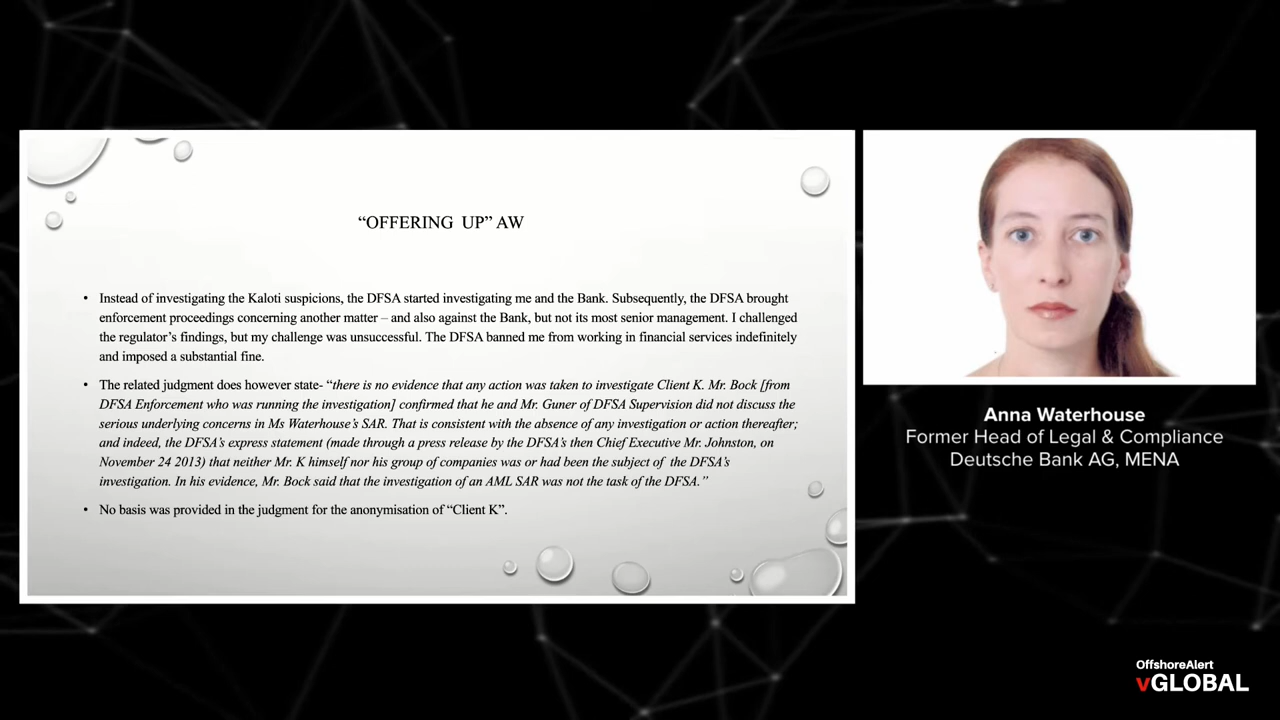 “OFFERING UP” AW
• Instead of investigating the Kaloti suspicions, the DFSA started investigating me and the Bank. Subsequently, the DFSA brought
enforcement proceedings concerning another matter – and also against the Bank, but not its most senior management. I challenged
the regulator’s findings, but my challenge was unsuccessful. The DFSA banned me from working in financial services indefinitely
and imposed a substantial fine.
• The related judgment does however state- “there is no evidence that any action was taken to investigate Client K. Mr. Bock [from
DFSA Enforcement who was running the investigation] confirmed that he and Mr. Guner of DFSA Supervision did not discuss the
serious underlying concerns in Ms Waterhouse’s SAR. That is consistent with the absence of any investigation or action thereafter;
and indeed, the DFSA’s express statement (made through a press release by the DFSA’s then Chief Executive Mr. Johnston, on
November 24 2013) that neither Mr. K himself nor his group of companies was or had been the subject of the DFSA’s
investigation. In his evidence, Mr. Bock said that the investigation of an AML SAR was not the task of the DFSA.”
• No basis was provided in the judgment for the anonymisation of “Client K”.
Anna Waterhouse
Former Head of Legal & Compliance
Deutsche Bank AG, MENA
OffshoreAlert
vGLOBAL